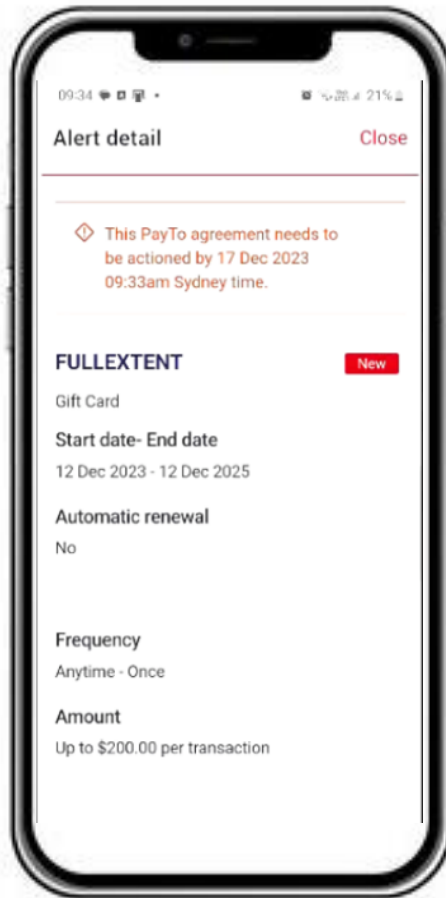 09:34
21%
Alert detail
Close
This PayTo agreement needs to
be actioned by 17 Dec 2023
09:33am Sydney time.
FULLEXTENT
New
Gift Card
Start date- End date
12 Dec 2023 - 12 Dec 2025
Automatic renewal
No
Frequency
Anytime - Once
Amount
Up to $200.00 per transaction